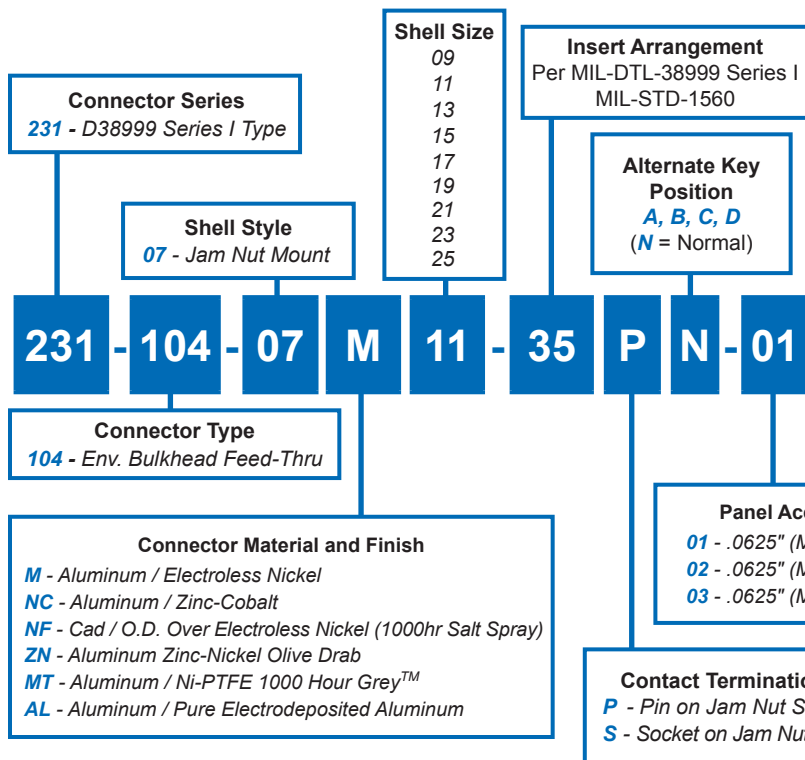 Connector Series
231 - D38999 Series I Type
Shell Style
07 - Jam Nut Mount
Shell Size
09
11
13
15
17
19
21
23
25
Insert Arrangement
Per MIL-DTL-38999 Series I
MIL-STD-1560
Alternate Key
Position
A, B, C, D
(N = Normal)
231 - 104 - 07 M 11 - 35 P N - 01
Connector Type
104 - Env. Bulkhead Feed-Thru
Connector Material and Finish
M - Aluminum / Electroless Nickel
NC - Aluminum / Zinc-Cobalt
NF - Cad / O.D. Over Electroless Nickel (1000hr Salt Spray)
ZN - Aluminum Zinc-Nickel Olive Drab
MT - Aluminum / Ni-PTFE 1000 Hour Grey™
AL - Aluminum / Pure Electrodeposited Aluminum
Panel
01 - .0625"
02 - .0625"
03 - .0625"
Contact
P - Pin on Jam Nut
S - Socket on Jam